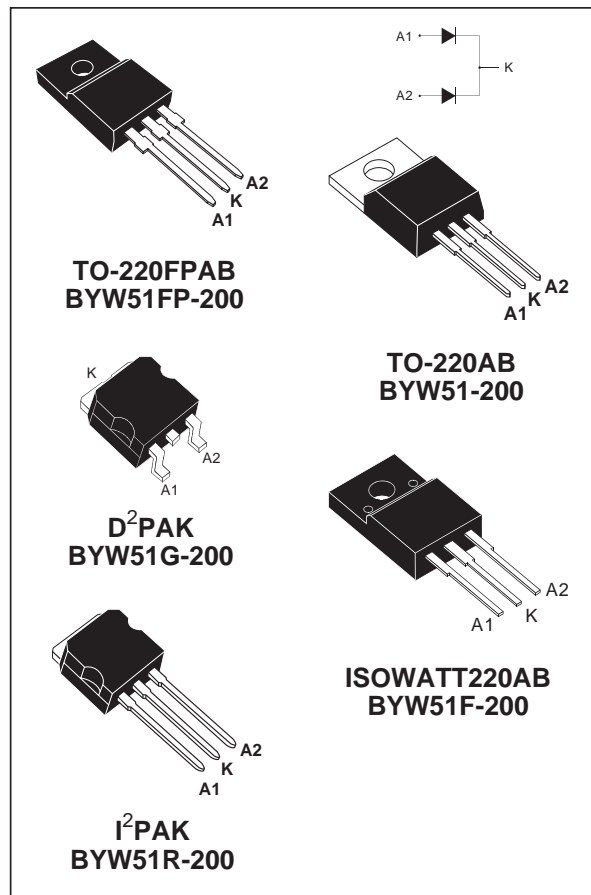 A1
K
A2
A2
K
A1
TO-220FPAB
BYW51FP-200
A2
K
A1
TO-220AB
BYW51-200
K
A2
A1
D²PAK
BYW51G-200
A2
K
A1
ISOWATT220AB
BYW51F-200
A2
K
A1
I²PAK
BYW51R-200